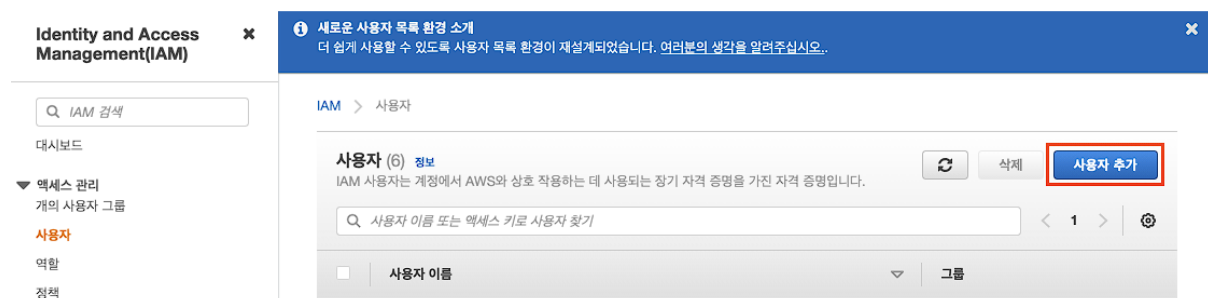 Identity and Access
Management(IAM)
IAM 검색
대시보드
액세스 관리
개의 사용자 그룹
사용자
역할
정책
새로운 사용자 목록 환경 소개
더 쉽게 사용할 수 있도록 사용자 목록 환경이 재설계되었습니다. 여러분의 생각을 알려주십시오..
IAM > 사용자
사용자 (6) 정보
IAM 사용자는 계정에서 AWS와 상호 작용하는 데 사용되는 장기 자격 증명을 가진 자격 증명입니다.
삭제
사용자 추가
사용자 이름 또는 액세스 키로 사용자 찾기
< 1 >
사용자 이름
그룹